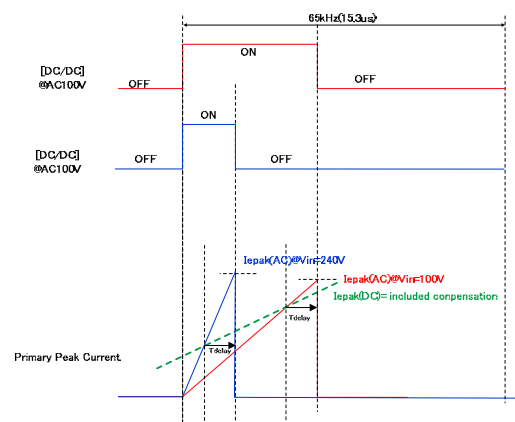 65kHz(15.3us)
ON
[DC/DC]
@AC100V
OFF
OFF
ON
[DC/DC]
@AC100V
OFF
OFF
Iepak(AC)@Vin=240V
Iepak(AC)@Vin=100V
Iepak(DC)= included conpensation
Tdelay
Tdelay
Primary Peak Current.